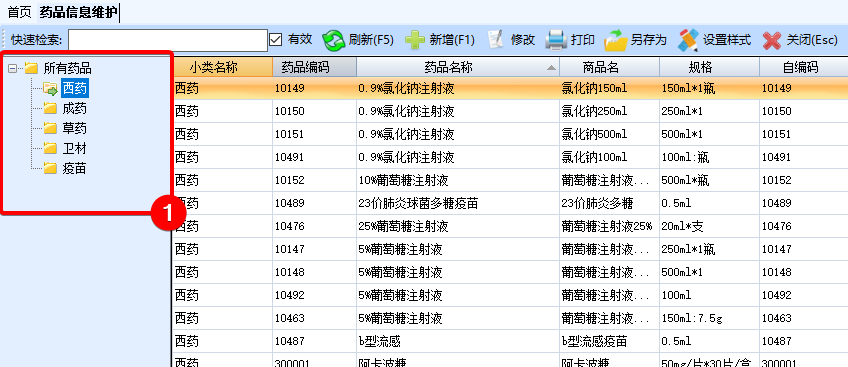 首页 药品信息维护
快速检索: 有效 刷新(F5) 新增(F1) 修改 打印 另存为 设置样式 关闭(Esc)
所有药品
西药
成药
草药
卫材
疫苗
1
小类名称 药品编码 药品名称 商品名 规格 自编码
西药 10149 0.9%氯化钠注射液 氯化钠150ml 150ml*1瓶 10149
西药 10150 0.9%氯化钠注射液 氯化钠250ml 250ml*1 10150
西药 10151 0.9%氯化钠注射液 氯化钠500ml 500ml*1 10151
西药 10491 0.9%氯化钠注射液 氯化钠100ml 100ml:瓶 10491
西药 10152 10%葡萄糖注射液 葡萄糖注射液... 500ml*瓶 10152
西药 10489 23价肺炎球菌多糖疫苗 23价肺炎多糖 0.5ml 10489
西药 10476 25%葡萄糖注射液 葡萄糖注射液25% 20ml*支 10476
西药 10147 5%葡萄糖注射液 葡萄糖注射液... 250ml*1瓶 10147
西药 10148 5%葡萄糖注射液 葡萄糖注射液... 500ml*1 10148
西药 10492 5%葡萄糖注射液 葡萄糖注射液... 100ml 10492
西药 10463 5%葡萄糖注射液 葡萄糖注射液... 150ml:7.5g 10463
西药 10487 b型流感 b型流感疫苗 0.5ml 10487
西药 300001 阿卡波糖 阿卡波糖 50mg/片*30片/盒 300001